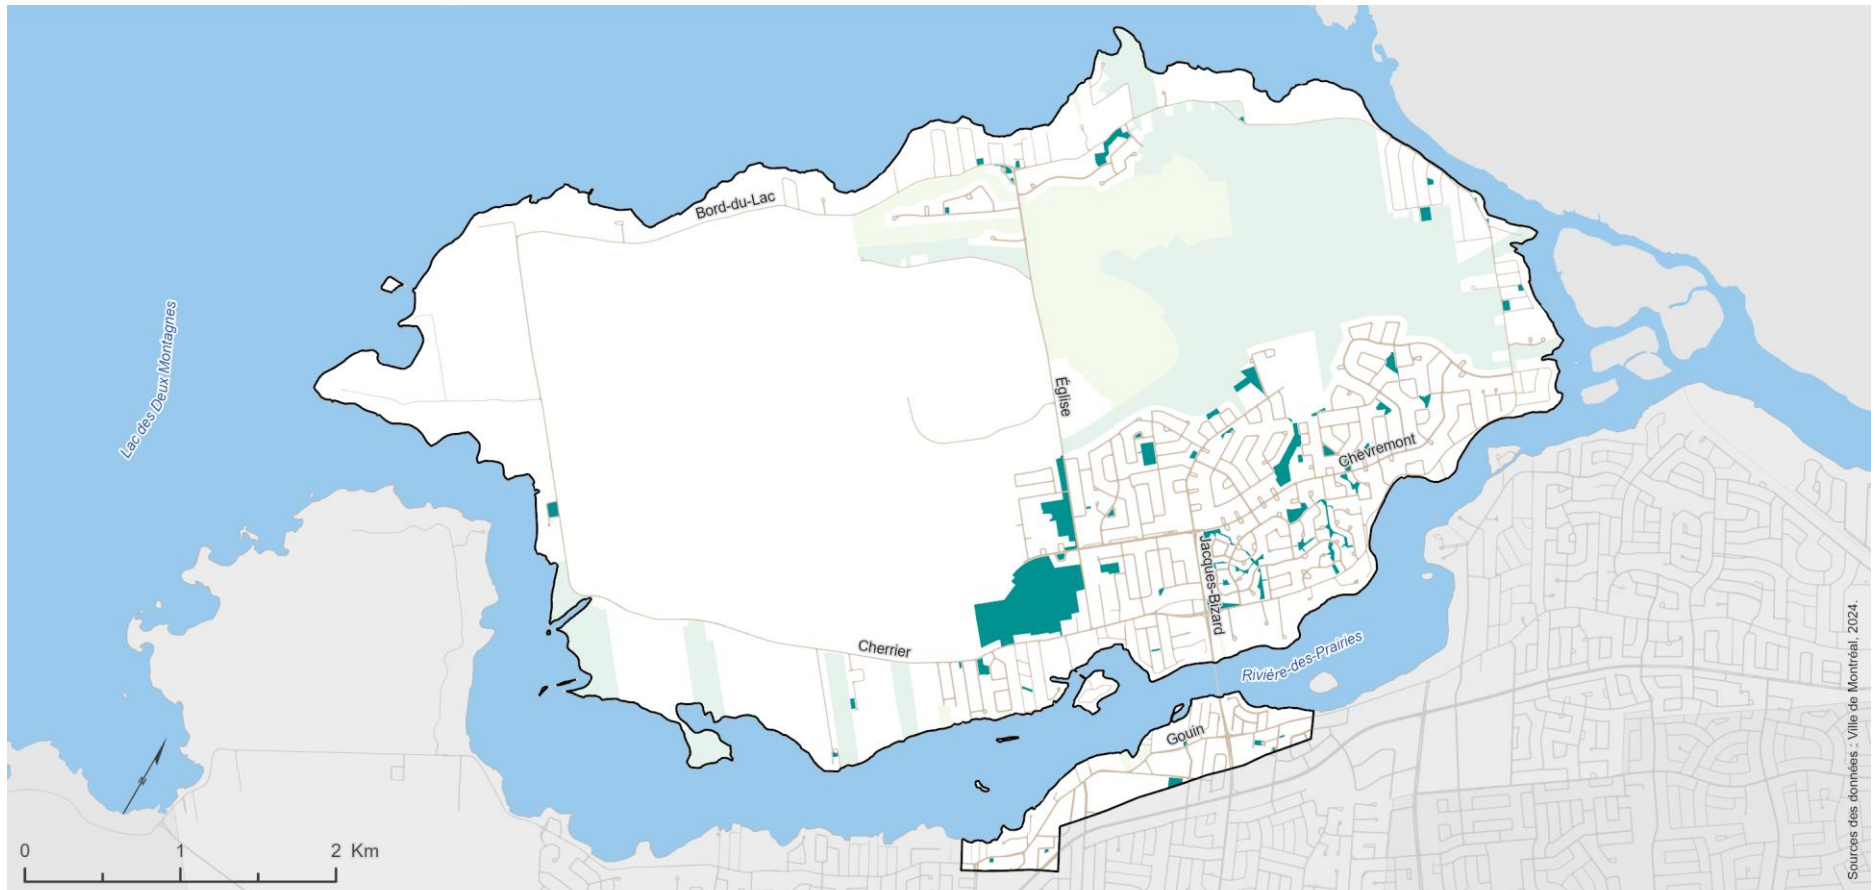 Bord-du-Lac
Lac des Deux Montagnes
Église
Chèvremont
Jacques-Bizard
Cherrier
Rivière-des-Prairies
Gouin
N
0 1 2 Km
Sources des données : Ville de Montréal, 2024.